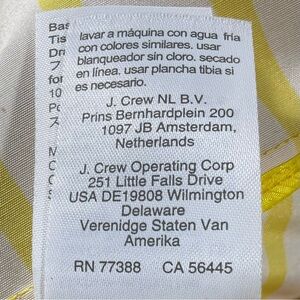 lavar a máquina con agua fria
con colores similares. usar
blanqueador sin cloro. secado
en línea. usar plancha tibia si
es necesario.
J. Crew NL B.V.
Prins Bernhardplein 200
1097 JB Amsterdam,
Netherlands
J. Crew Operating Corp
251 Little Falls Drive
USA DE19808 Wilmington
Delaware
Verenidge Staten Van
Amerika
RN 77388 CA 56445